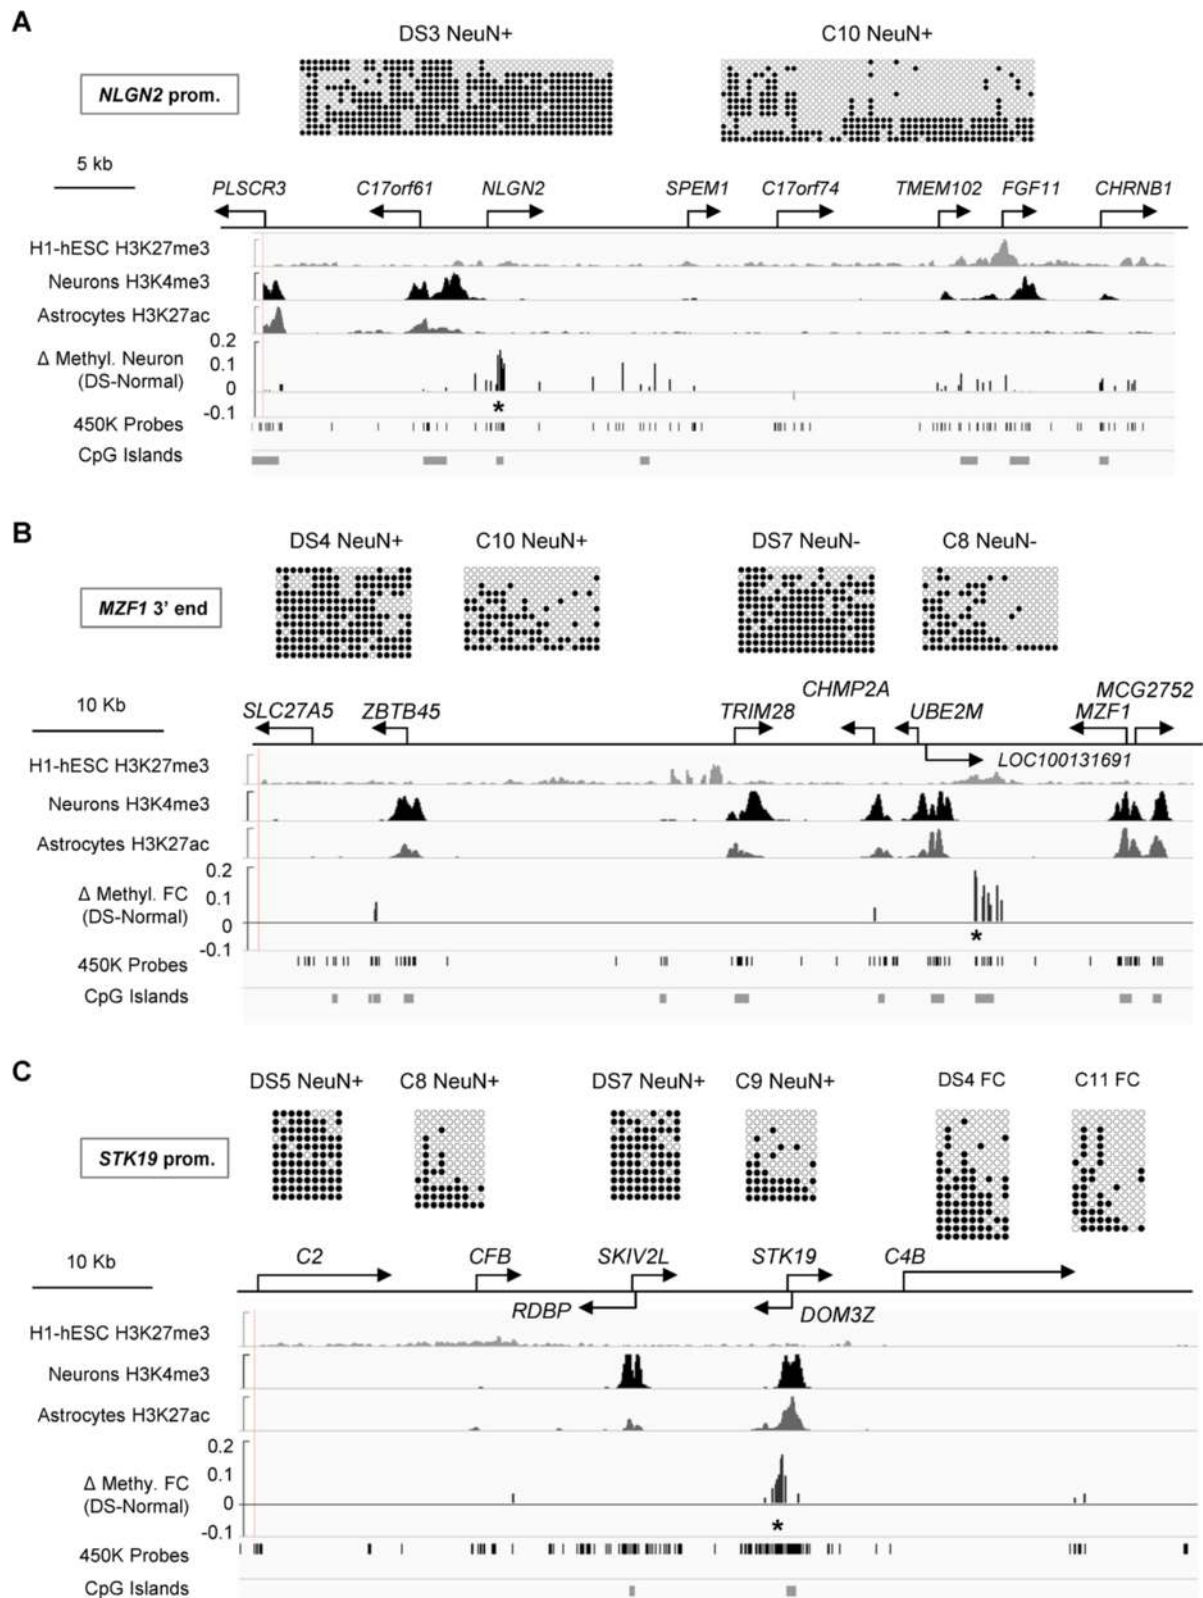 A
DS3 NeuN+ C10 NeuN+
NLGN2 prom.
5 kb
PLSCR3 C17orf61 NLGN2 SPEM1 C17orf74 TMEM102 FGF11 CHRNB1
H1-hESC H3K27me3
Neurons H3K4me3
Astrocytes H3K27ac
0.2
Δ Methyl. Neuron 0.1
(DS-Normal) 0
-0.1
*
450K Probes
CpG Islands
B
DS4 NeuN+ C10 NeuN+ DS7 NeuN- C8 NeuN-
MZF1 3' end
10 Kb
CHMP2A MCG2752
SLC27A5 ZBTB45 TRIM28 UBE2M MZF1
LOC100131691
H1-hESC H3K27me3
Neurons H3K4me3
Astrocytes H3K27ac
0.2
Δ Methyl. FC 0.1
(DS-Normal) 0
-0.1
*
450K Probes
CpG Islands
C
DS5 NeuN+ C8 NeuN+ DS7 NeuN+ C9 NeuN+ DS4 FC C11 FC
STK19 prom.
10 Kb
C2 CFB SKIV2L STK19 C4B
RDBP DOM3Z
H1-hESC H3K27me3
Neurons H3K4me3
Astrocytes H3K27ac
0.2
Δ Methy. FC 0.1
(DS-Normal) 0
-0.1
*
450K Probes
CpG Islands